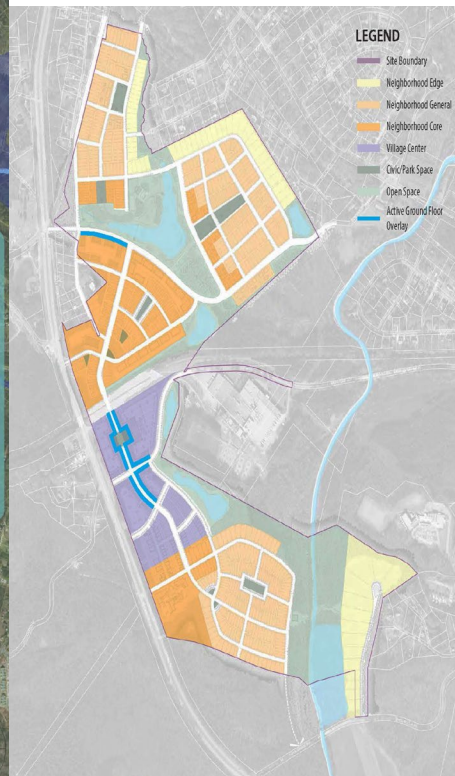 LEGEND
Site Boundary
Neighborhood Edge
Neighborhood General
Neighborhood Core
Village Center
Civic/Park Space
Open Space
Active Ground Floor
Overlay